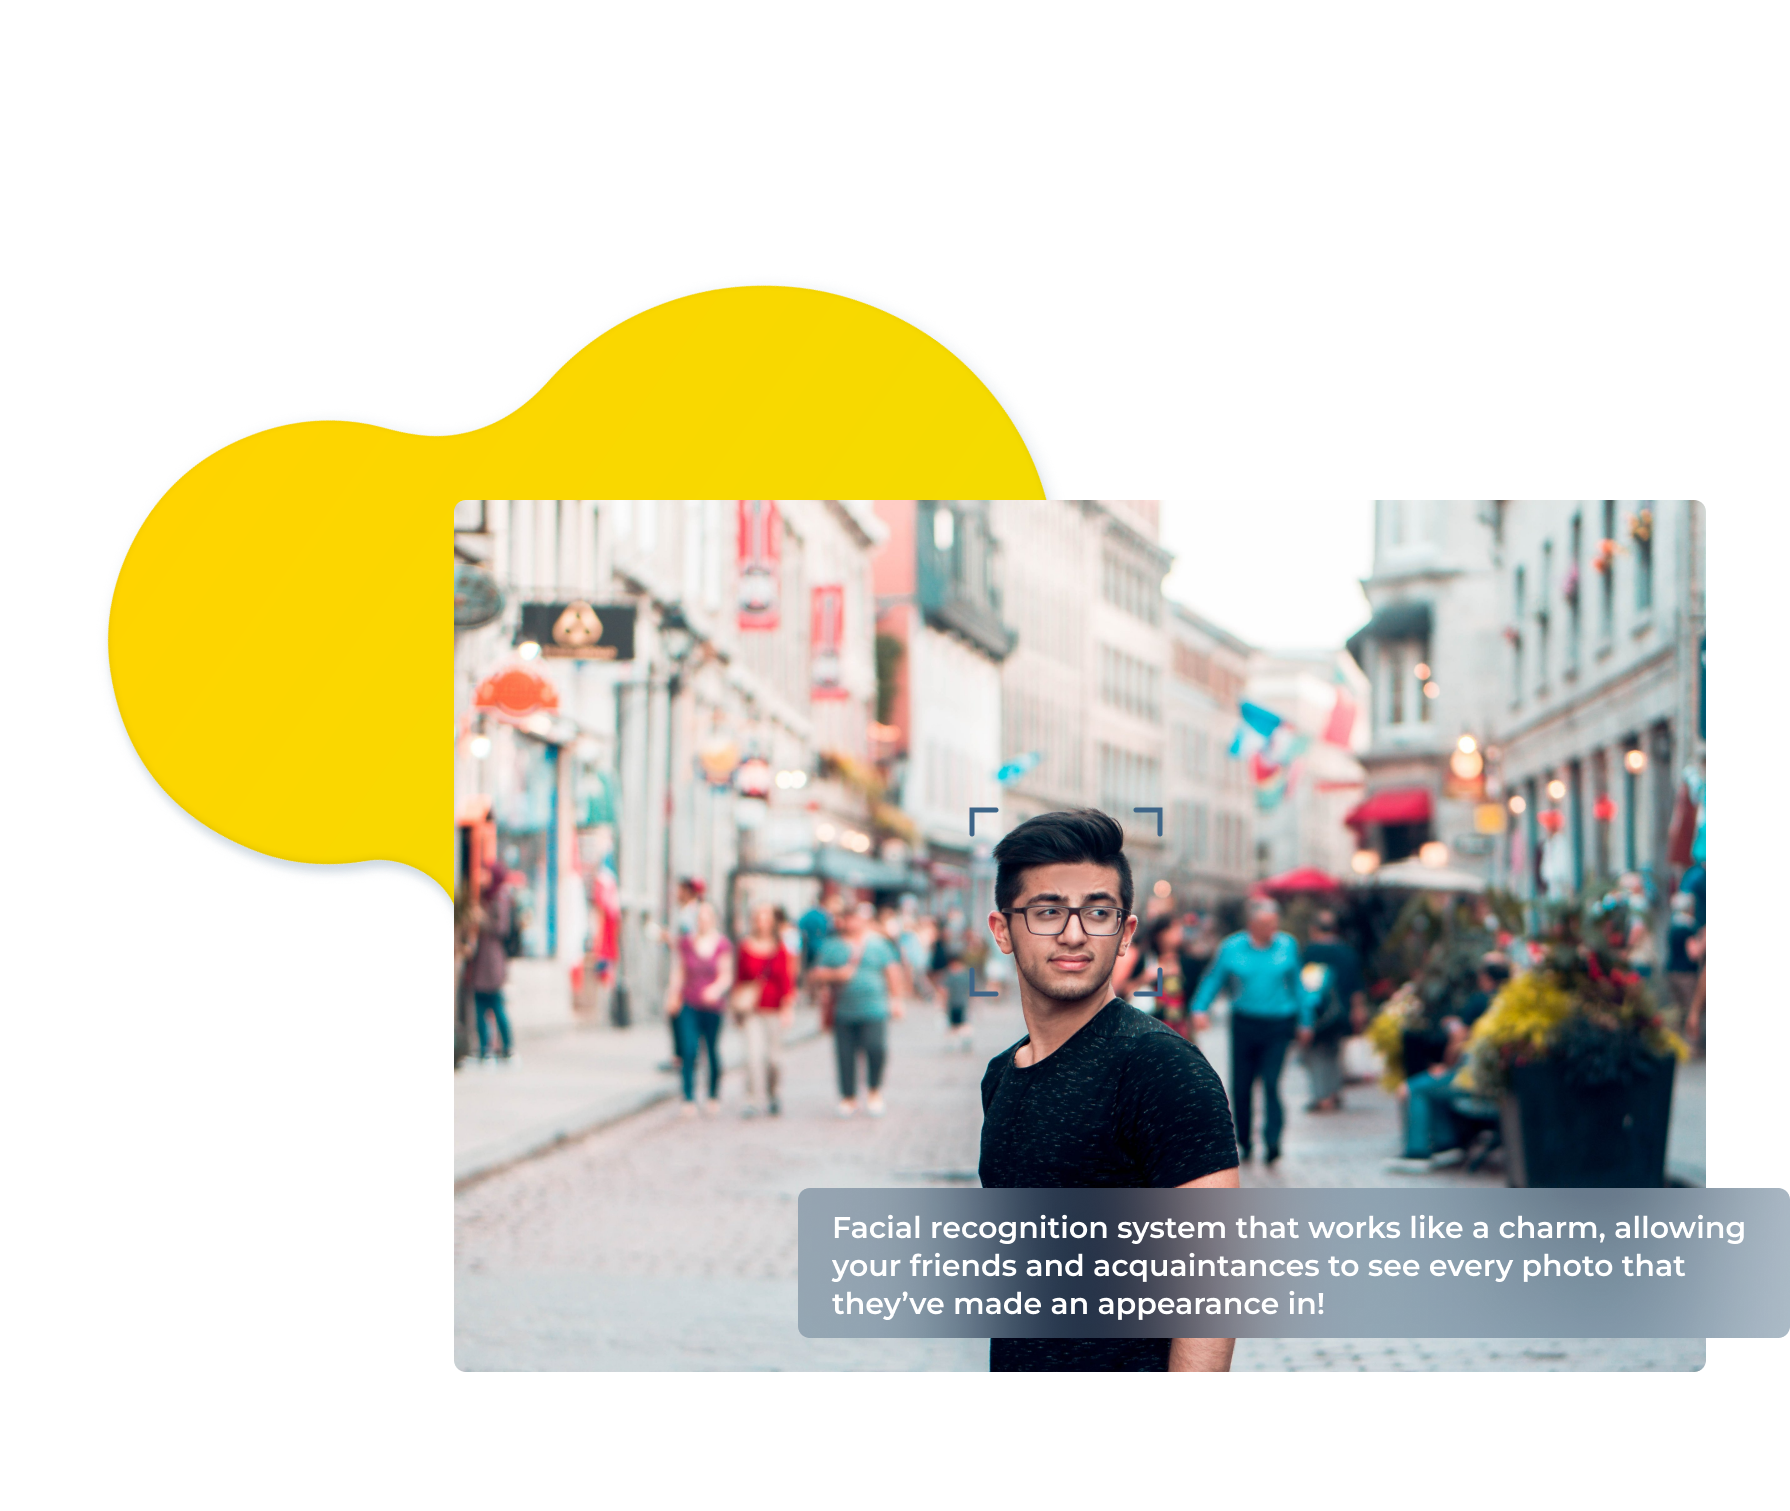 Facial recognition system that works like a charm, allowing
your friends and acquaintances to see every photo that
they’ve made an appearance in!